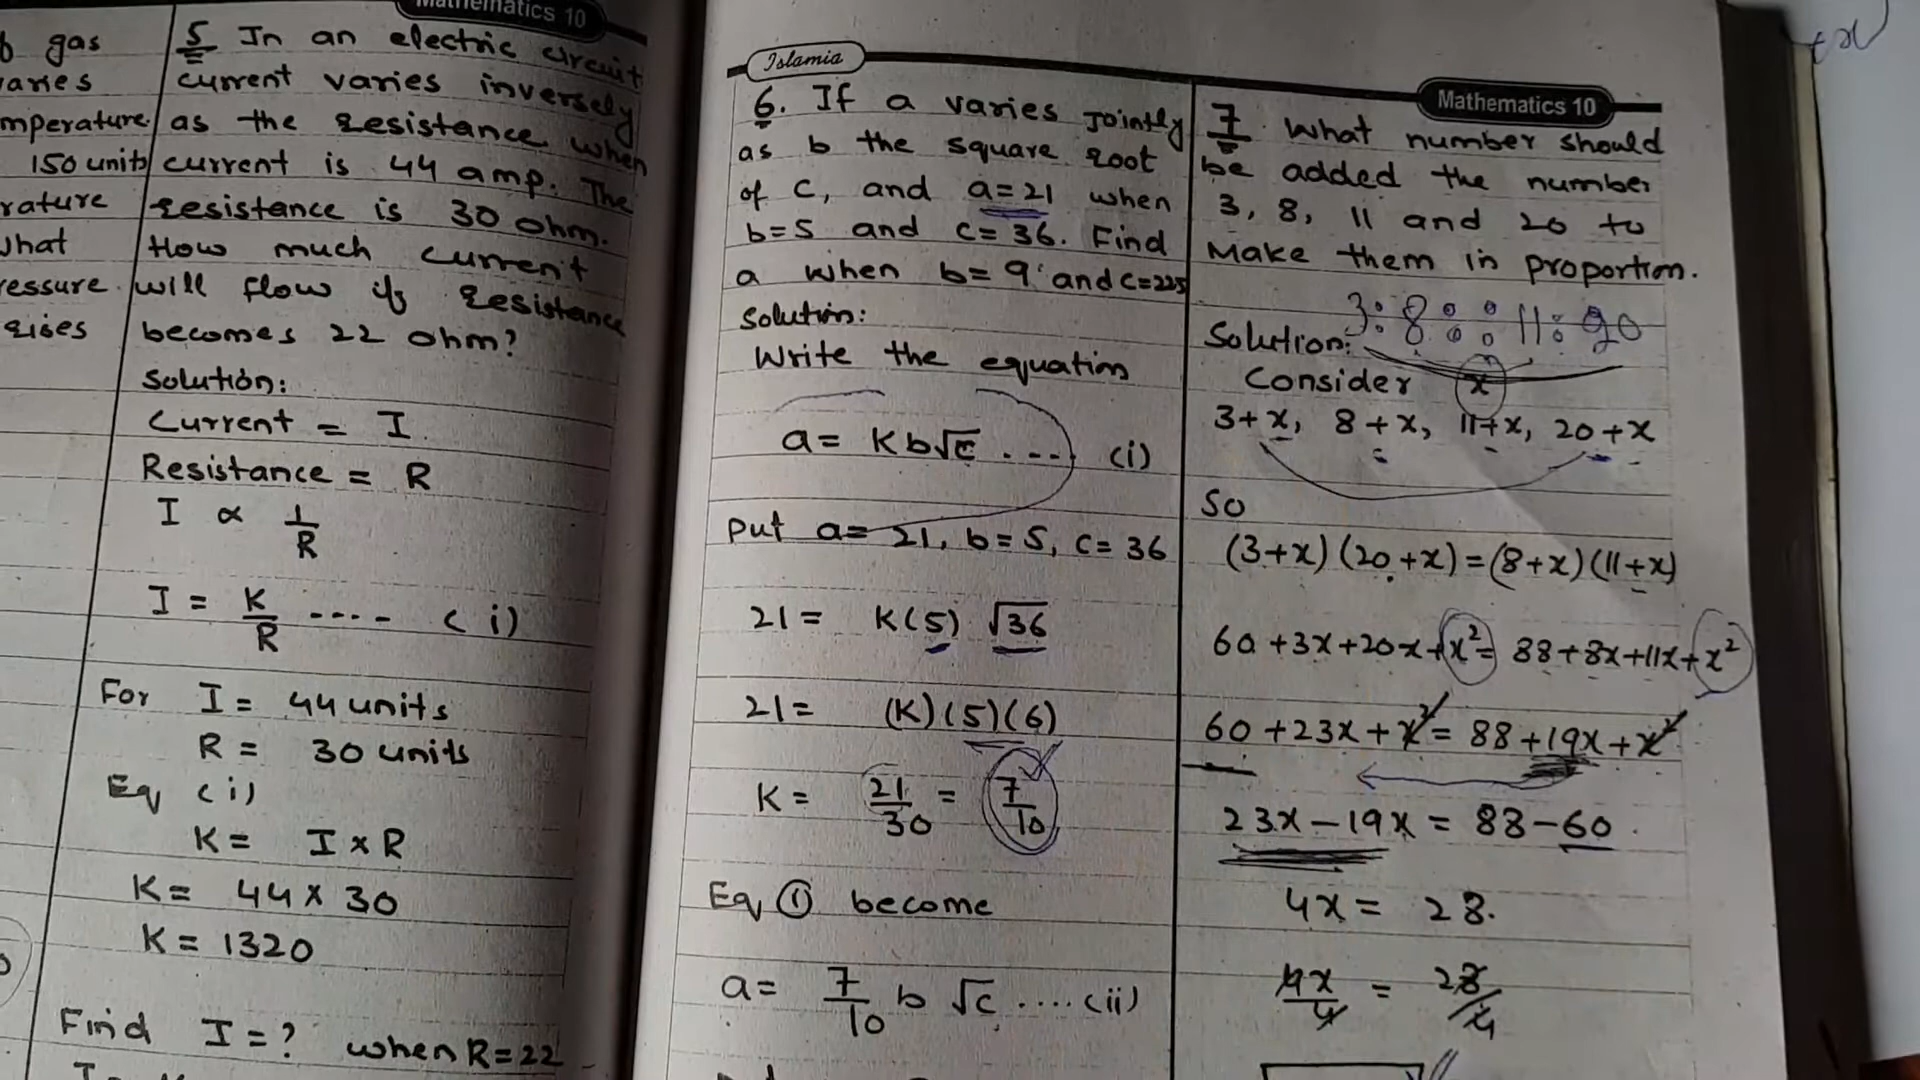 Mathematics 10
gas
5 In an electric circuit
current varies inversely
as the resistance when
150 units
current is 44 amp. The
resistance is 30 ohm.
How much current
will flow if resistance
becomes 22 ohm?
Solution:
Current = I
Resistance = R
I ∝ 1/R
I = K/R .... (i)
For I = 44 units
R = 30 units
Eq (i)
K = I × R
K = 44 × 30
K = 1320
Find I = ? when R = 22
Islamia
6. If a varies Jointly
as b the square root
of c, and a = 21 when
b = 5 and c = 36. Find
a when b = 9 and c = 225
Solution:
Write the equation
a = K b √c .... (i)
Put a = 21, b = 5, c = 36
21 = K(5) √36
21 = (K)(5)(6)
K = 21/30 = 7/10
Eq ① become
a = 7/10 b √c .... (ii)
Mathematics 10
7. What number should
be added the number
3, 8, 11 and 20 to
Make them in proportion.
3 : 8 :: 11 : 20
Solution:
Consider x
3+x, 8+x, 11+x, 20+x
So
(3+x)(20+x) = (8+x)(11+x)
60+3x+20x+x² = 88+8x+11x+x²
60+23x+x² = 88+19x+x²
23x − 19x = 88 − 60
4x = 28.
4x/4 = 28/4